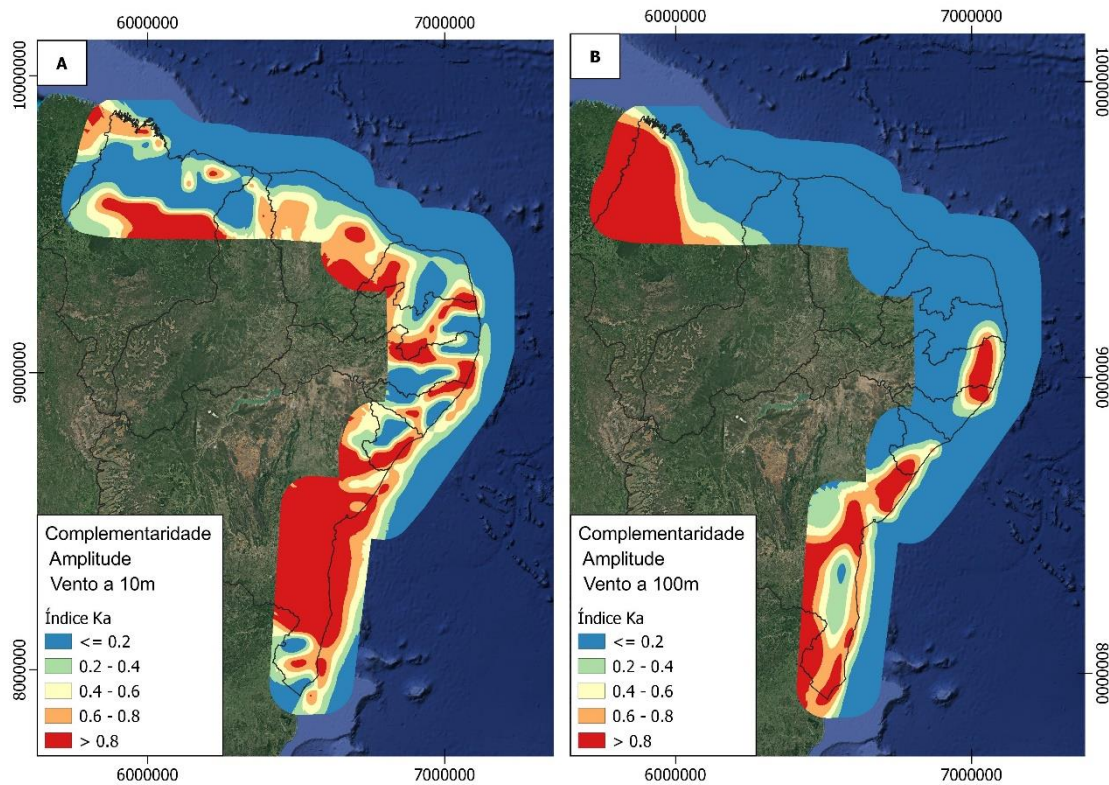 6000000
7000000
6000000
7000000
A
B
10000000
10000000
9000000
9000000
8000000
8000000
Complementaridade
Amplitude
Vento a 10m
Índice Ka
<= 0.2
0.2 - 0.4
0.4 - 0.6
0.6 - 0.8
> 0.8
Complementaridade
Amplitude
Vento a 100m
Índice Ka
<= 0.2
0.2 - 0.4
0.4 - 0.6
0.6 - 0.8
> 0.8
6000000
7000000
6000000
7000000